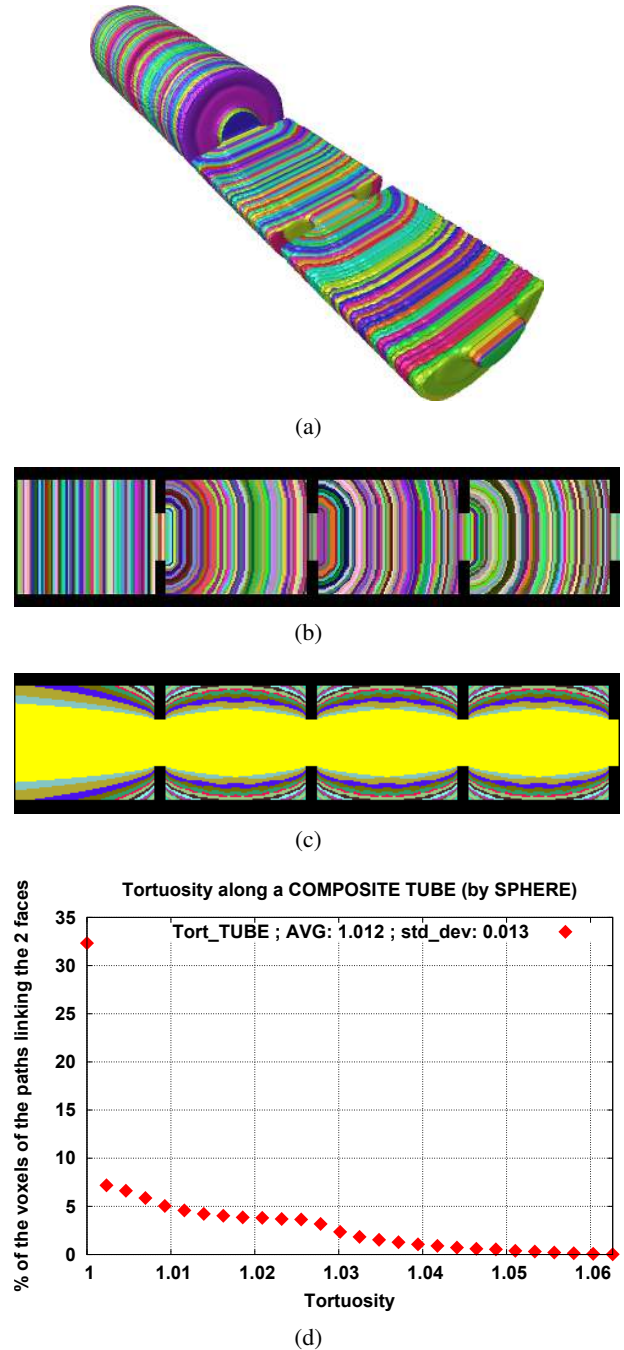 (a)
(b)
(c)
Tortuosity along a COMPOSITE TUBE (by SPHERE)
% of the voxels of the paths linking the 2 faces
Tort_TUBE ; AVG: 1.012 ; std_dev: 0.013
35
30
25
20
15
10
5
0
1 1.01 1.02 1.03 1.04 1.05 1.06
Tortuosity
(d)